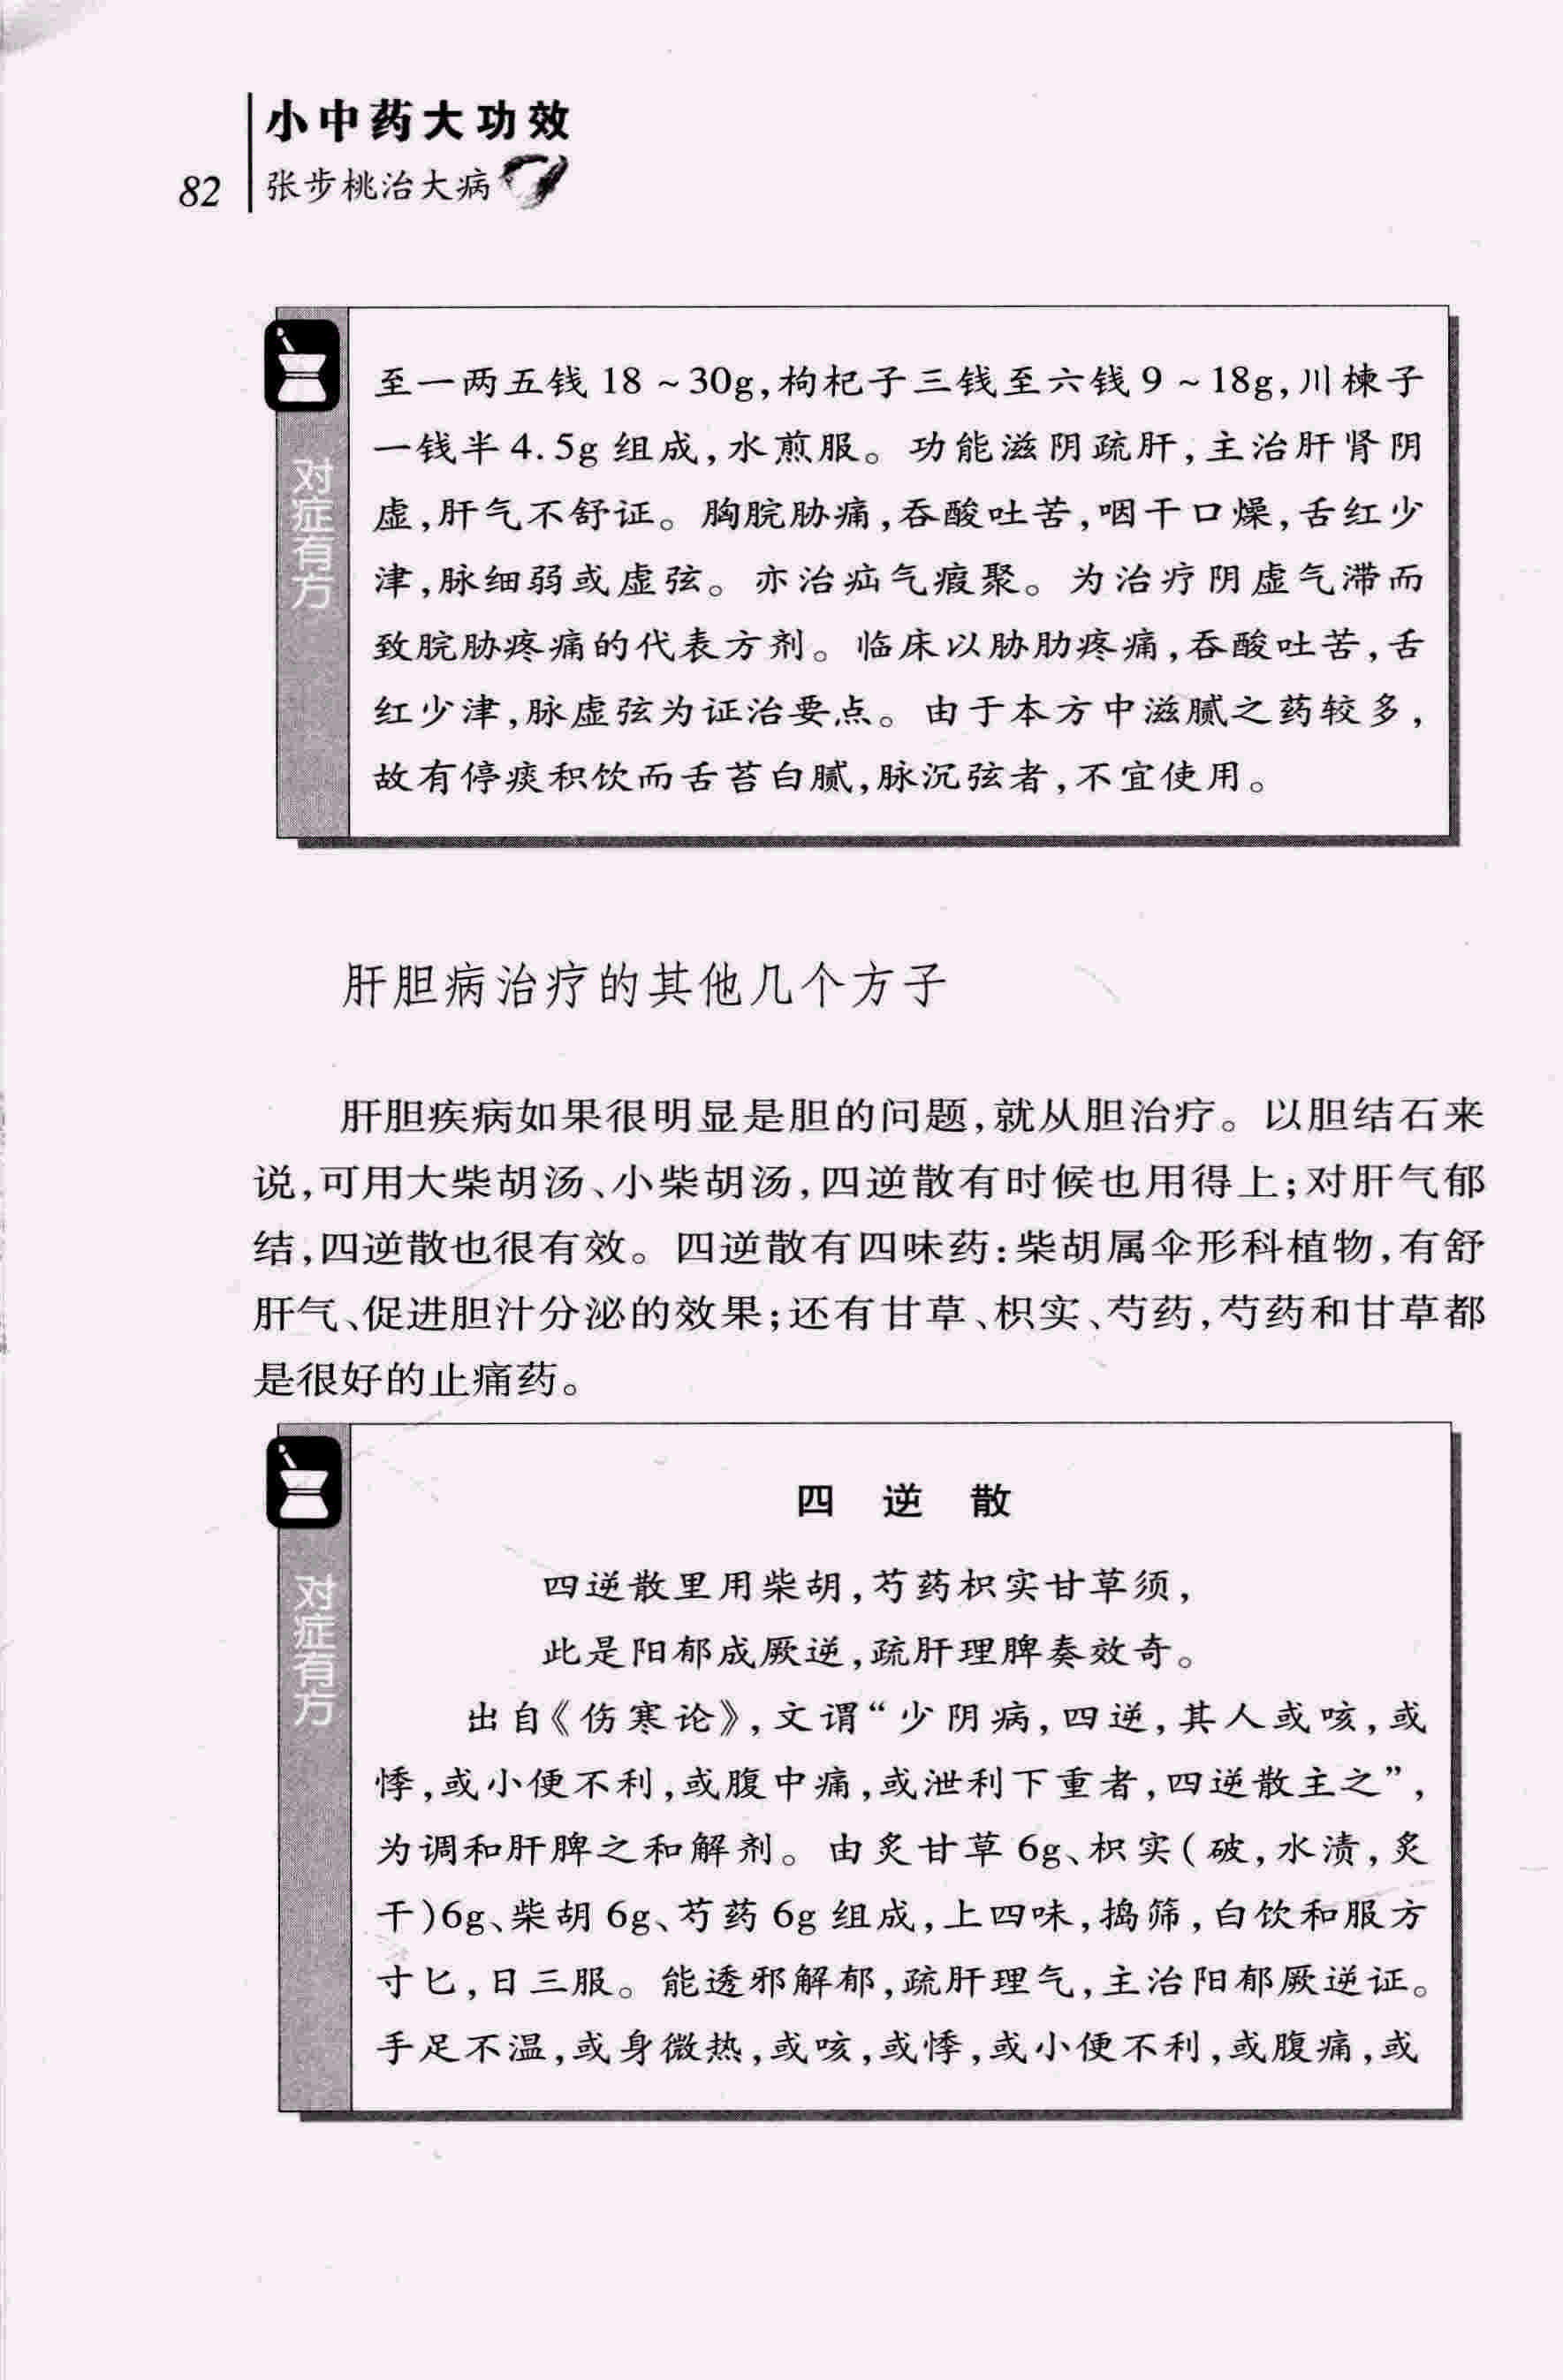 小中药大功效
82
张步桃治大病
对症有方
至一两五钱 18 ~30g,枸杞子三钱至六钱 9 ~ 18g,川楝子
一钱半 4.5g 组成,水煎服。功能滋阴疏肝,主治肝肾阴
虚,肝气不舒证。胸脘胁痛,吞酸吐苦,咽干口燥,舌红少
津,脉细弱或虚弦。亦治疝气瘕聚。为治疗阴虚气滞而
致脘胁疼痛的代表方剂。临床以胁肋疼痛,吞酸吐苦,舌
红少津,脉虚弦为证治要点。由于本方中滋腻之药较多,
故有停痰积饮而舌苔白腻,脉沉弦者,不宜使用。
肝胆病治疗的其他几个方子
肝胆疾病如果很明显是胆的问题,就从胆治疗。以胆结石来
说,可用大柴胡汤、小柴胡汤,四逆散有时候也用得上;对肝气郁
结,四逆散也很有效。四逆散有四味药:柴胡属伞形科植物,有舒
肝气、促进胆汁分泌的效果;还有甘草、枳实、芍药,芍药和甘草都
是很好的止痛药。
对症有方
四 逆 散
四逆散里用柴胡,芍药枳实甘草须,
此是阳郁成厥逆,疏肝理脾奏效奇。
出自《伤寒论》,文谓“少阴病,四逆,其人或咳,或
悸,或小便不利,或腹中痛,或泄利下重者,四逆散主之”,
为调和肝脾之和解剂。由炙甘草 6g、枳实(破,水渍,炙
干)6g、柴胡 6g、芍药 6g 组成,上四味,捣筛,白饮和服方
寸匕,日三服。能透邪解郁,疏肝理气,主治阳郁厥逆证。
手足不温,或身微热,或咳,或悸,或小便不利,或腹痛,或